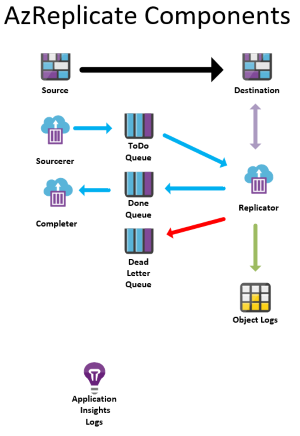 AzReplicate Components
Source
Destination
Sourcerer
ToDo
Queue
Replicator
Completer
Done
Queue
Dead
Letter
Queue
Object Logs
Application
Insights
Logs